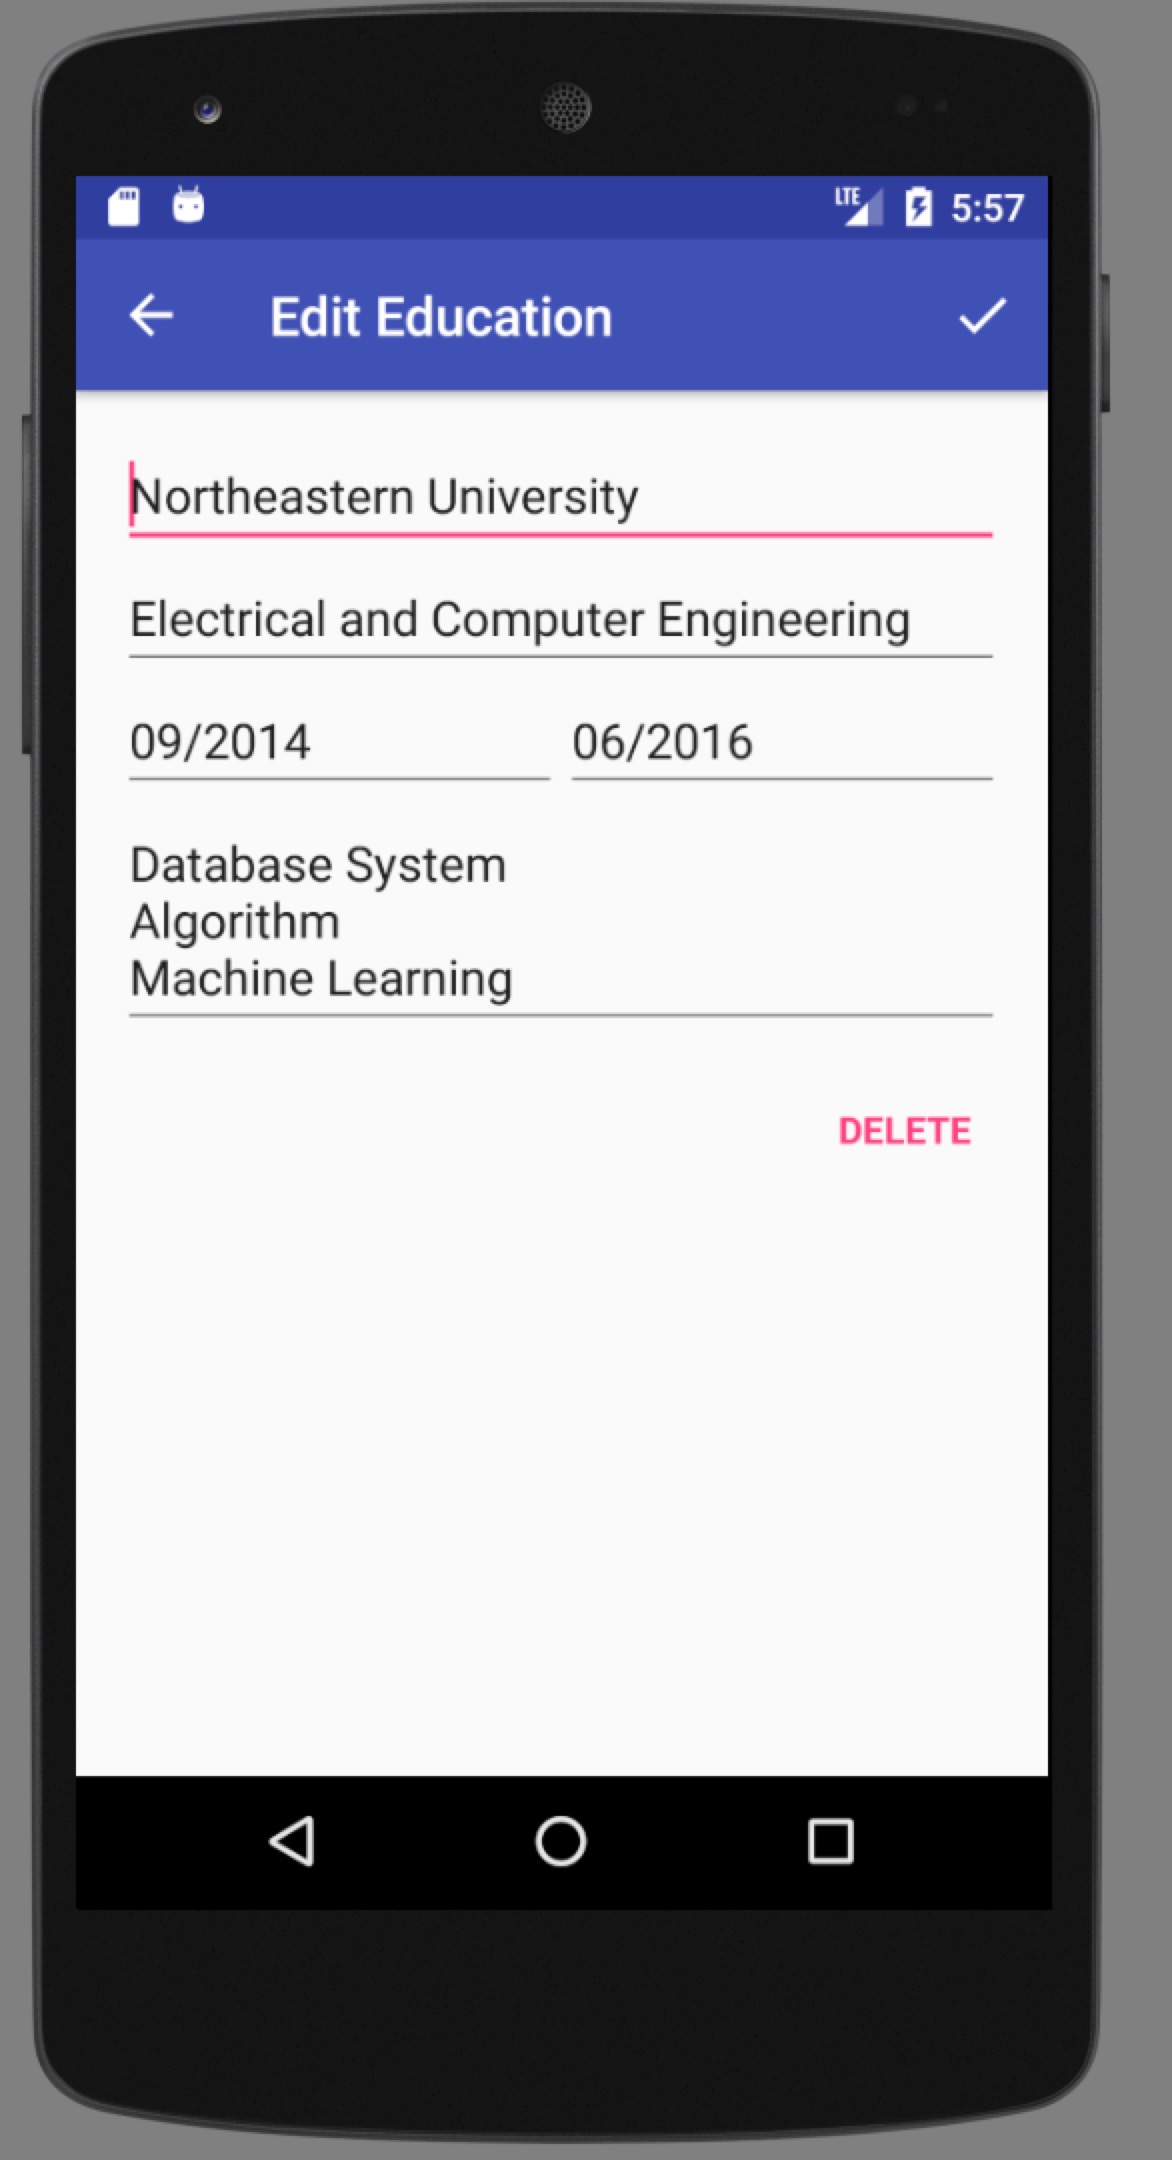 LTE 5:57
Edit Education
Northeastern University
Electrical and Computer Engineering
09/2014 06/2016
Database System
Algorithm
Machine Learning
DELETE